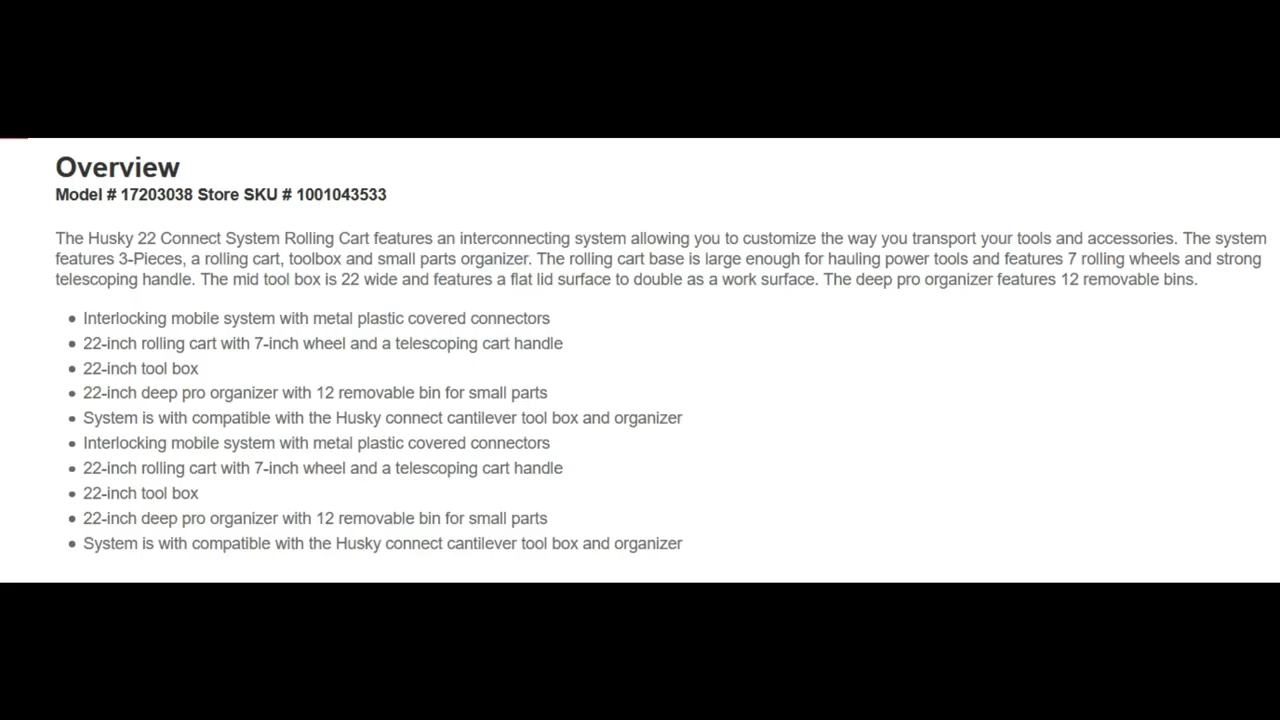 Overview
Model # 17203038 Store SKU # 1001043533
The Husky 22 Connect System Rolling Cart features an interconnecting system allowing you to customize the way you transport your tools and accessories. The system
features 3-Pieces, a rolling cart, toolbox and small parts organizer. The rolling cart base is large enough for hauling power tools and features 7 rolling wheels and strong
telescoping handle. The mid tool box is 22 wide and features a flat lid surface to double as a work surface. The deep pro organizer features 12 removable bins.
• Interlocking mobile system with metal plastic covered connectors
• 22-inch rolling cart with 7-inch wheel and a telescoping cart handle
• 22-inch tool box
• 22-inch deep pro organizer with 12 removable bin for small parts
• System is with compatible with the Husky connect cantilever tool box and organizer
• Interlocking mobile system with metal plastic covered connectors
• 22-inch rolling cart with 7-inch wheel and a telescoping cart handle
• 22-inch tool box
• 22-inch deep pro organizer with 12 removable bin for small parts
• System is with compatible with the Husky connect cantilever tool box and organizer